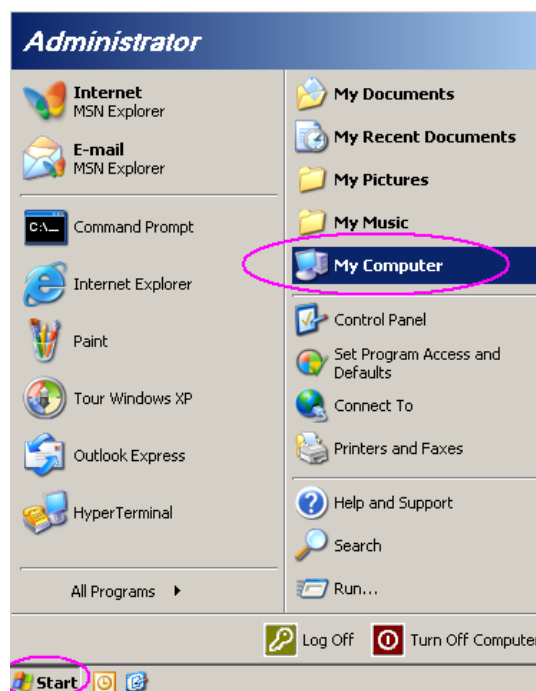 Administrator
Internet
MSN Explorer
E-mail
MSN Explorer
Command Prompt
C:\_
Internet Explorer
Paint
Tour Windows XP
Outlook Express
HyperTerminal
All Programs
My Documents
My Recent Documents
My Pictures
My Music
My Computer
Control Panel
Set Program Access and
Defaults
Connect To
Printers and Faxes
Help and Support
Search
Run...
Log Off
Turn Off Computer
Start